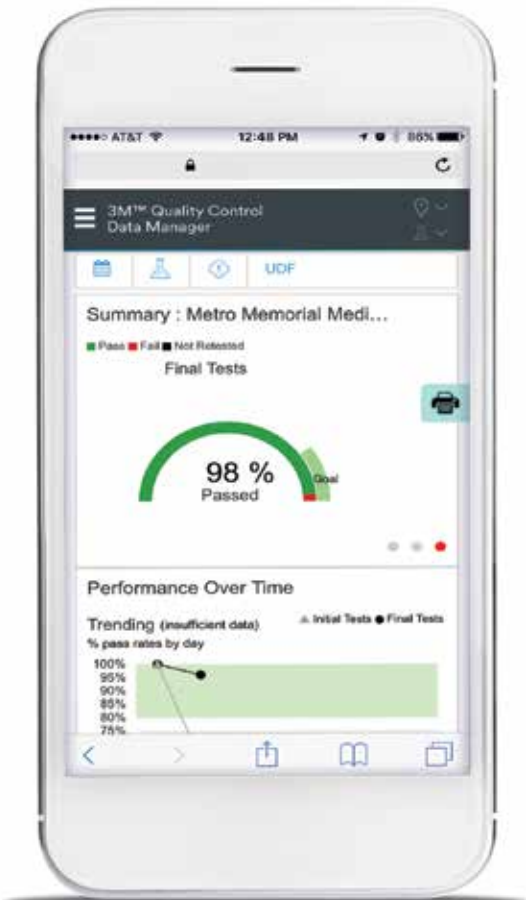 AT&T 12:48 PM 86%
3M™ Quality Control
Data Manager
UDF
Summary : Metro Memorial Medi...
Pass Fail Not Retested
Final Tests
98 %
Passed
Goal
Performance Over Time
Trending (insufficient data) Initial Tests Final Tests
% pass rates by day
100%
95%
90%
85%
80%
75%